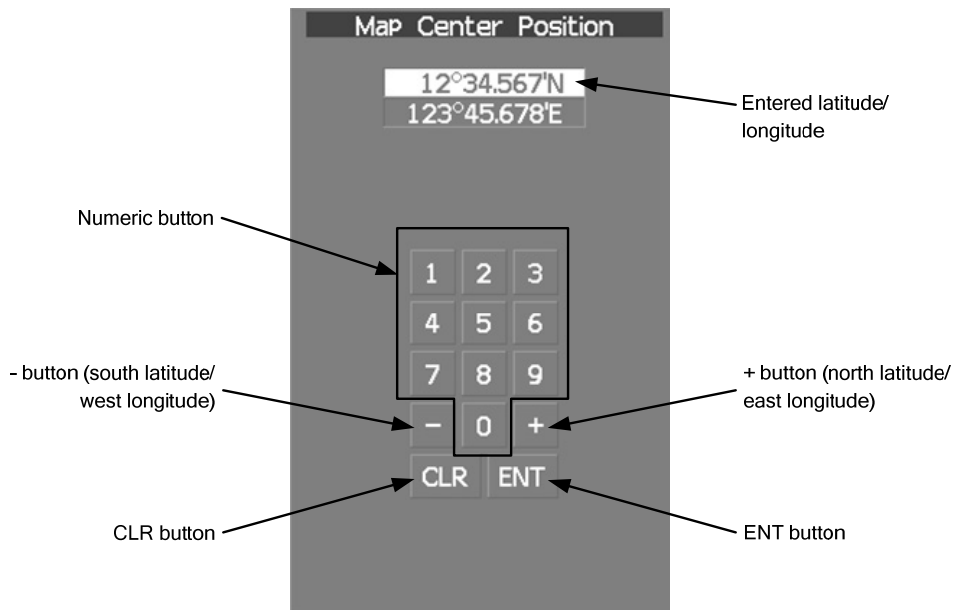 Map Center Position
12°34.567'N
123°45.678'E
Entered latitude/
longitude
Numeric button
1 2 3
4 5 6
7 8 9
- 0 +
CLR ENT
- button (south latitude/
west longitude)
+ button (north latitude/
east longitude)
CLR button
ENT button